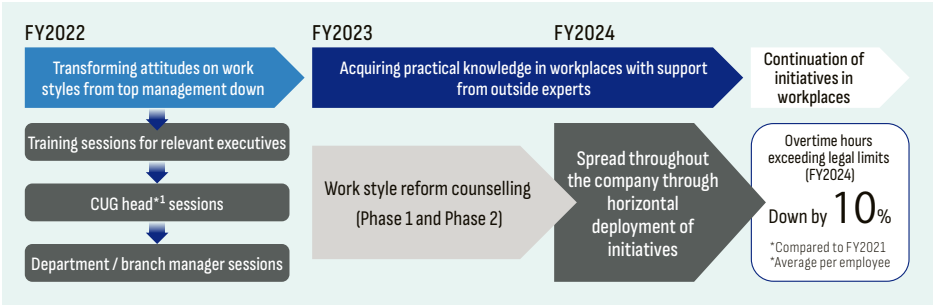 FY2022
Transforming attitudes on work
styles from top management down
Training sessions for relevant executives
CUG head*1 sessions
Department / branch manager sessions
FY2023
FY2024
Acquiring practical knowledge in workplaces with support
from outside experts
Work style reform counselling
(Phase 1 and Phase 2)
Spread throughout
the company through
horizontal
deployment of
initiatives
Continuation of
initiatives in
workplaces
Overtime hours
exceeding legal limits
(FY2024)
Down by 10%
*Compared to FY2021
*Average per employee